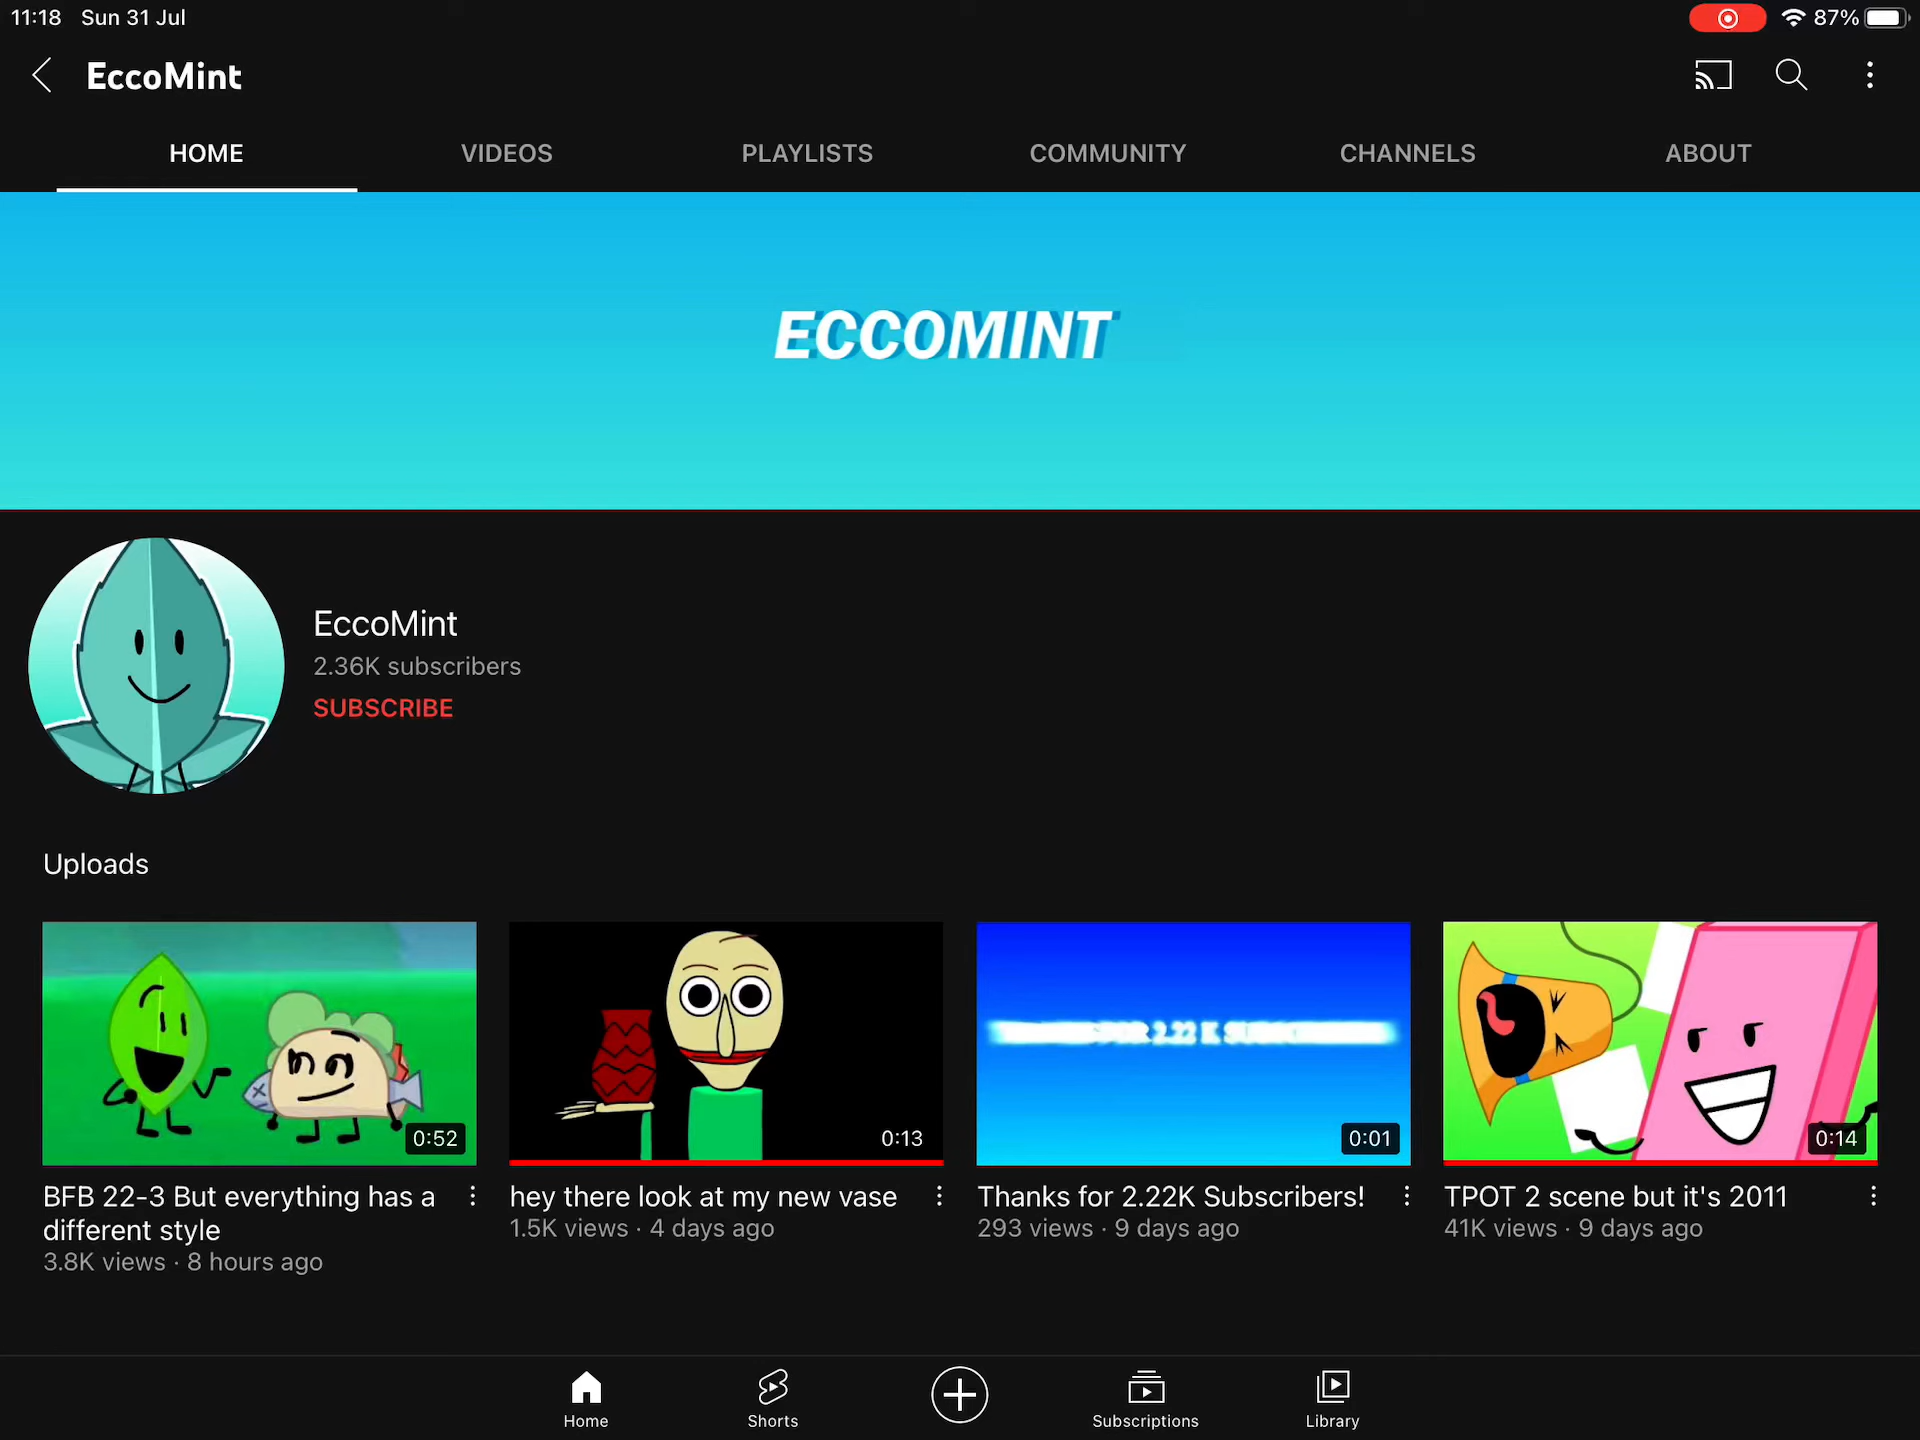 11:18 Sun 31 Jul 87%
EccoMint
HOME VIDEOS PLAYLISTS COMMUNITY CHANNELS ABOUT
ECCOMINT
EccoMint
2.36K subscribers
SUBSCRIBE
Uploads
0:52 0:13 0:01 0:14
BFB 22-3 But everything has a
different style
3.8K views · 8 hours ago
hey there look at my new vase
1.5K views · 4 days ago
Thanks for 2.22K Subscribers!
293 views · 9 days ago
TPOT 2 scene but it's 2011
41K views · 9 days ago
Home Shorts Subscriptions Library